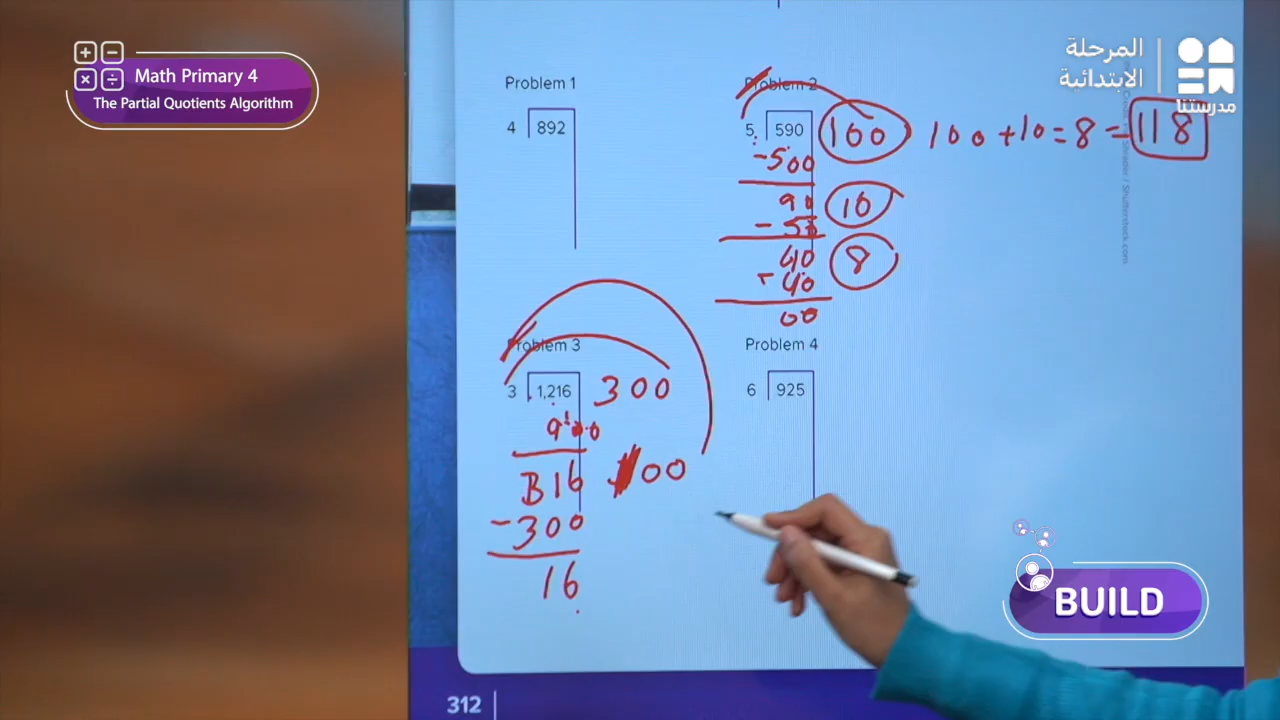 Math Primary 4
The Partial Quotients Algorithm
المرحلة
الابتدائية
مدرستنا
Problem 1
4 892
Problem 2
5 590 100 100 + 10 = 8 = 118
-500
90 10
- 50
40 8
- 40
00
Problem 3
3 1,216 300
900
316 100
-300
16
Problem 4
6 925
BUILD
312